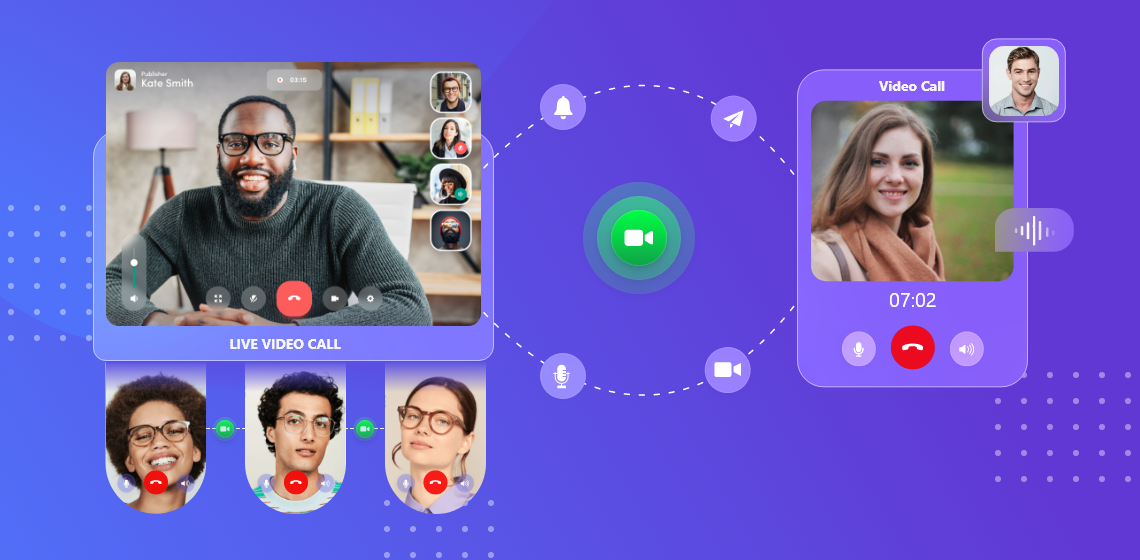 Publisher
Kate Smith
03:15
LIVE VIDEO CALL
Video Call
07:02